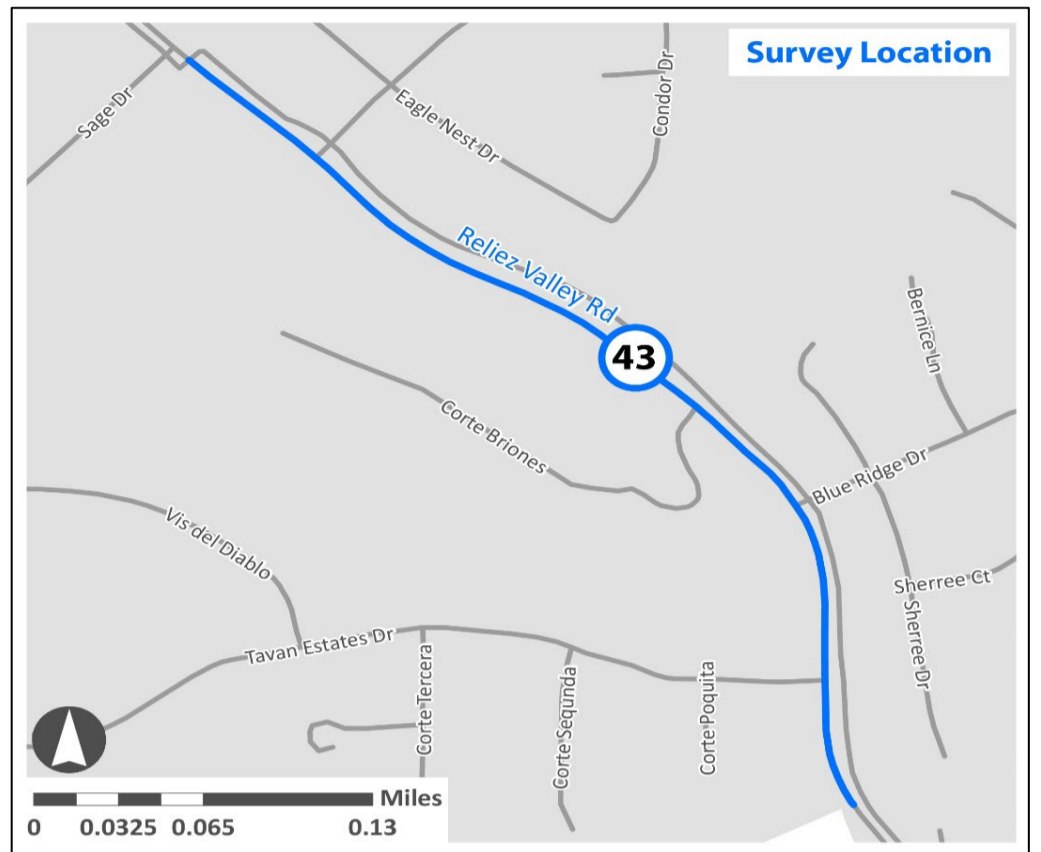 Survey Location
Sage Dr
Eagle Nest Dr
Condor Dr
Reliez Valley Rd
43
Bernice Ln
Corte Briones
Blue Ridge Dr
Vis del Diablo
Sherree Ct
Sherree Dr
Tavan Estates Dr
Corte Tercera
Corte Sequnda
Corte Poquita
Miles
0 0.0325 0.065 0.13